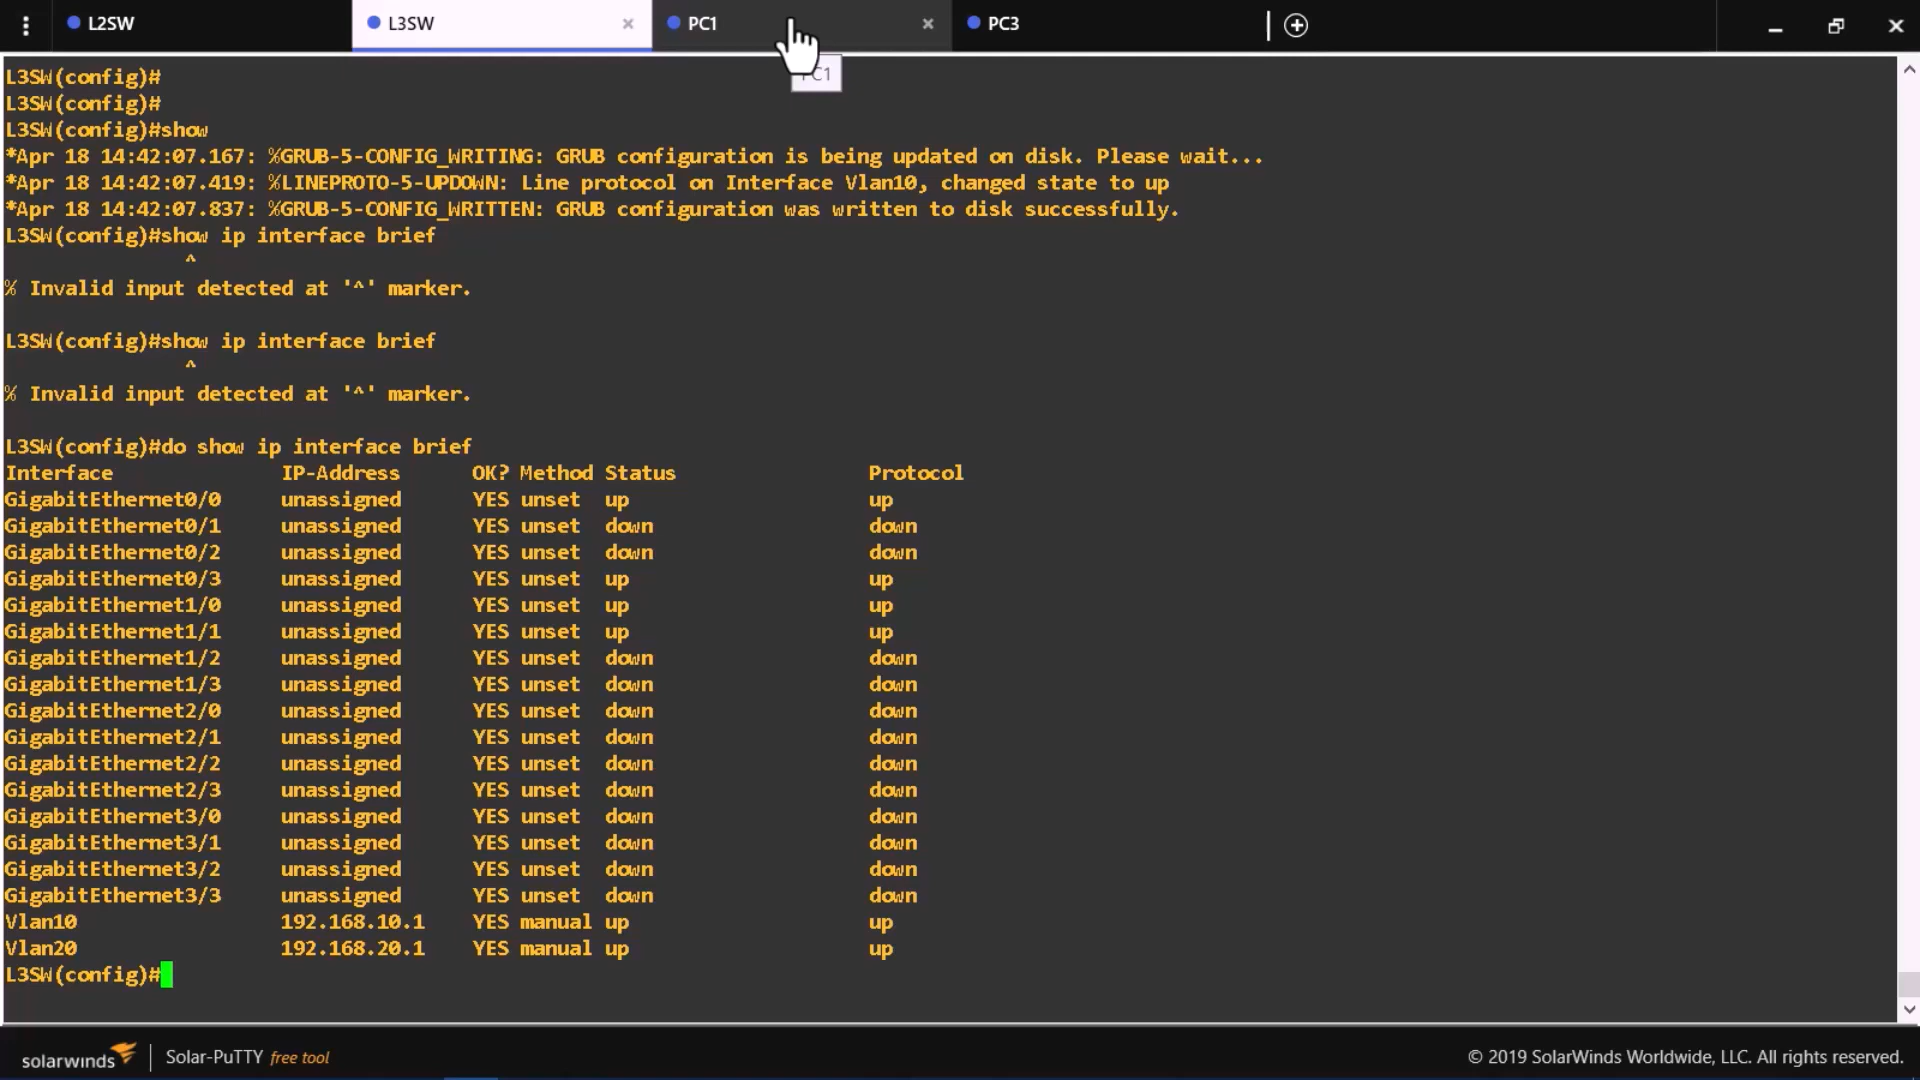 L2SW
L3SW
PC1
PC3
PC1
L3SW(config)#
L3SW(config)#
L3SW(config)#show
*Apr 18 14:42:07.167: %GRUB-5-CONFIG_WRITING: GRUB configuration is being updated on disk. Please wait...
*Apr 18 14:42:07.419: %LINEPROTO-5-UPDOWN: Line protocol on Interface Vlan10, changed state to up
*Apr 18 14:42:07.837: %GRUB-5-CONFIG_WRITTEN: GRUB configuration was written to disk successfully.
L3SW(config)#show ip interface brief
^
% Invalid input detected at '^' marker.
L3SW(config)#show ip interface brief
^
% Invalid input detected at '^' marker.
L3SW(config)#do show ip interface brief
Interface IP-Address OK? Method Status Protocol
GigabitEthernet0/0 unassigned YES unset up up
GigabitEthernet0/1 unassigned YES unset down down
GigabitEthernet0/2 unassigned YES unset down down
GigabitEthernet0/3 unassigned YES unset up up
GigabitEthernet1/0 unassigned YES unset up up
GigabitEthernet1/1 unassigned YES unset up up
GigabitEthernet1/2 unassigned YES unset down down
GigabitEthernet1/3 unassigned YES unset down down
GigabitEthernet2/0 unassigned YES unset down down
GigabitEthernet2/1 unassigned YES unset down down
GigabitEthernet2/2 unassigned YES unset down down
GigabitEthernet2/3 unassigned YES unset down down
GigabitEthernet3/0 unassigned YES unset down down
GigabitEthernet3/1 unassigned YES unset down down
GigabitEthernet3/2 unassigned YES unset down down
GigabitEthernet3/3 unassigned YES unset down down
Vlan10 192.168.10.1 YES manual up up
Vlan20 192.168.20.1 YES manual up up
L3SW(config)#
solarwinds Solar-PuTTY free tool © 2019 SolarWinds Worldwide, LLC. All rights reserved.